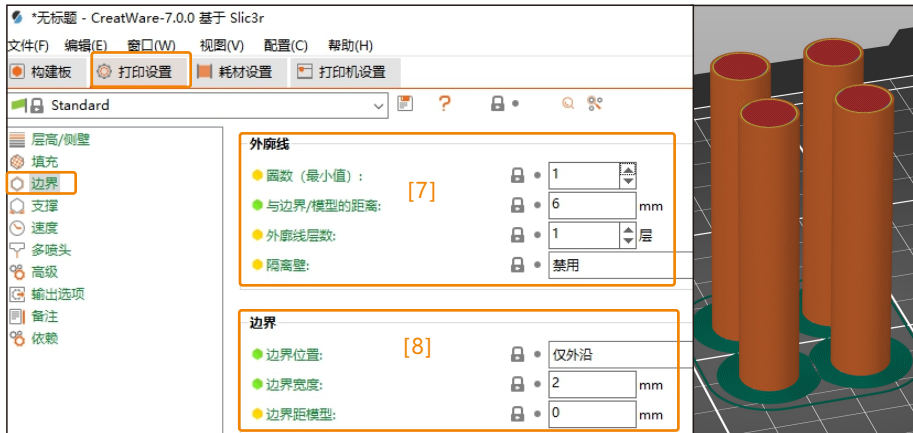 *无标题 - CreatWare-7.0.0 基于 Slic3r
文件(F) 编辑(E) 窗口(W) 视图(V) 配置(C) 帮助(H)
构建板 打印设置 耗材设置 打印机设置
Standard
层高/侧壁
填充
边界
支撑
速度
多喷头
高级
输出选项
备注
依赖
外廓线
圈数（最小值）: 1
[7]
与边界/模型的距离: 6 mm
外廓线层数: 1 层
隔离壁: 禁用
边界
[8]
边界位置: 仅外沿
边界宽度: 2 mm
边界距模型: 0 mm